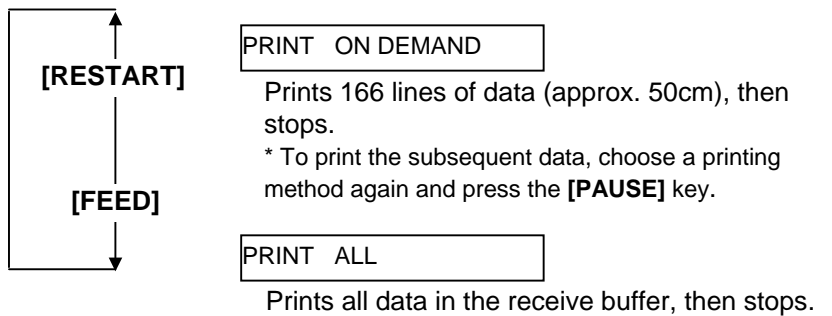 PRINT ON DEMAND
[RESTART]
Prints 166 lines of data (approx. 50cm), then
stops.
* To print the subsequent data, choose a printing
method again and press the [PAUSE] key.
[FEED]
PRINT ALL
Prints all data in the receive buffer, then stops.